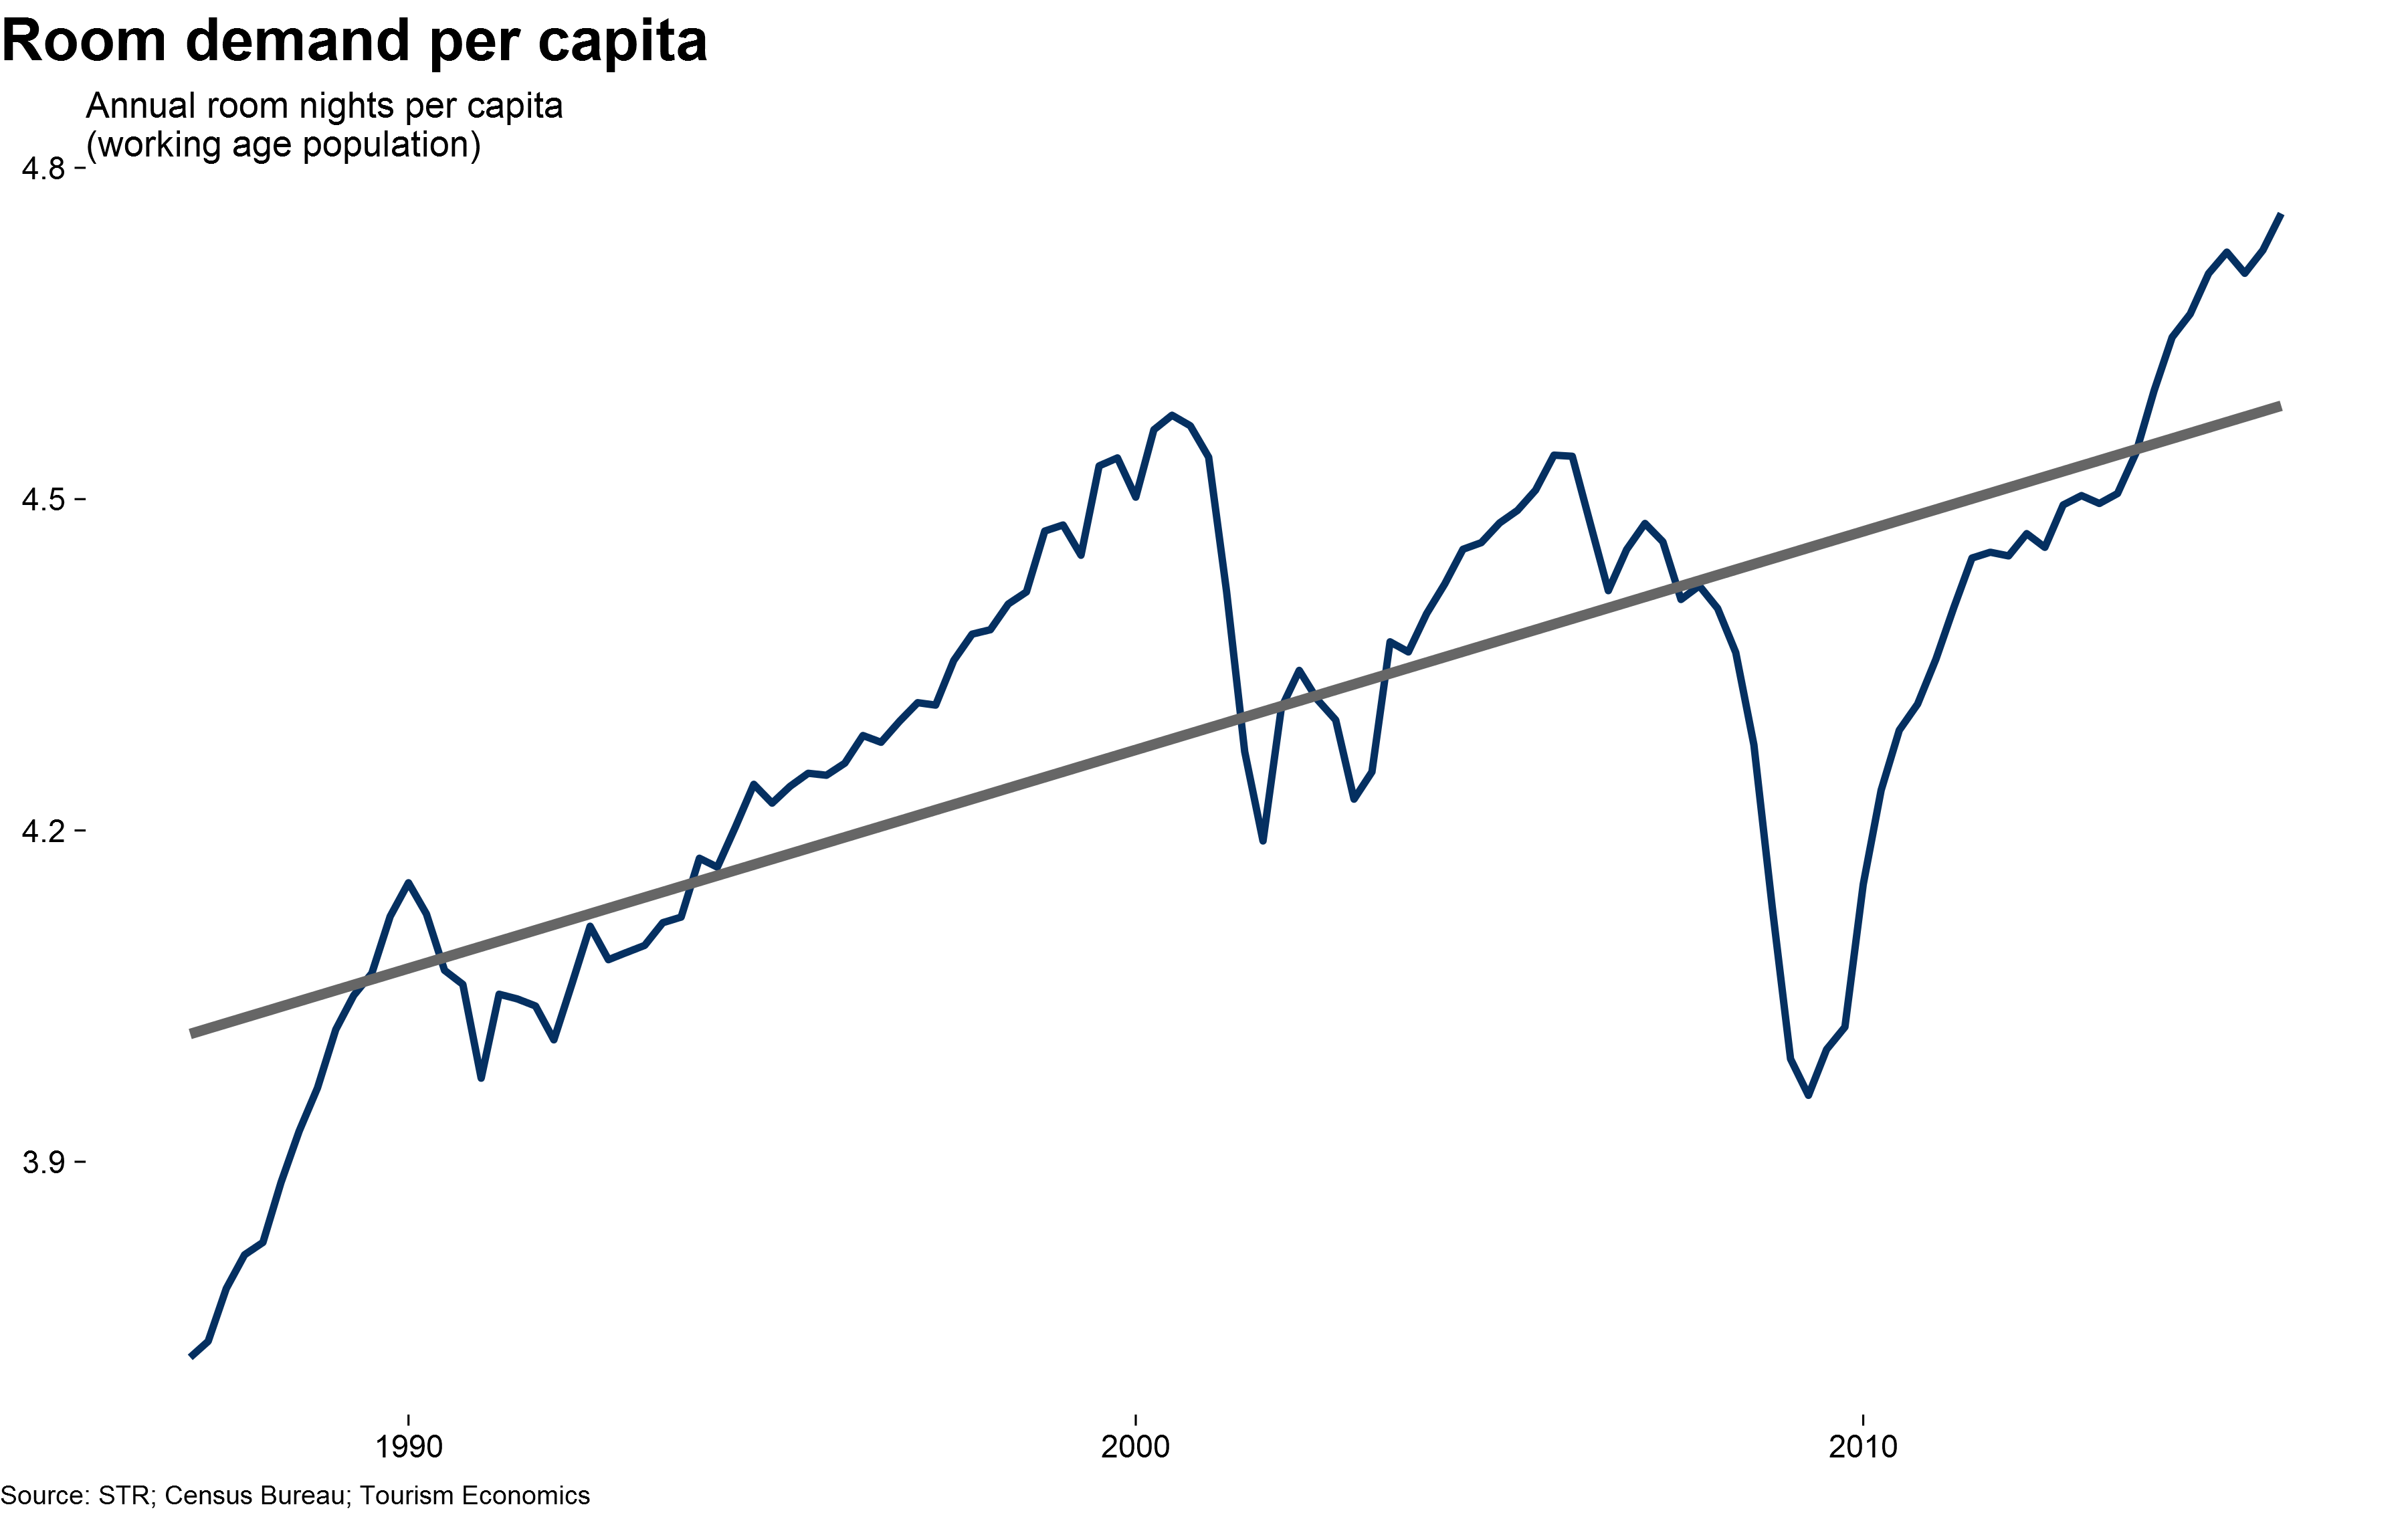 Room demand per capita
Annual room nights per capita
(working age population)
4.8
4.5
4.2
3.9
1990 2000 2010
Source: STR; Census Bureau; Tourism Economics